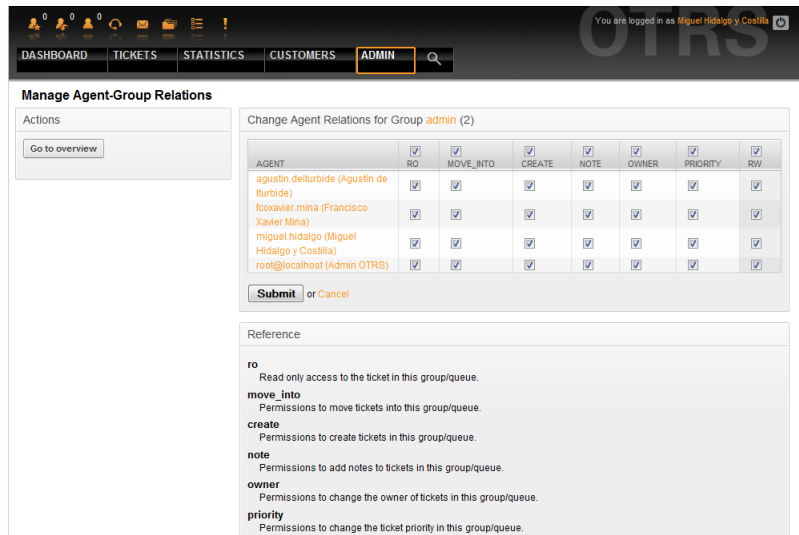 0 0 0
You are logged in as Miguel Hidalgo y Costilla
OTRS
DASHBOARD TICKETS STATISTICS CUSTOMERS ADMIN
Manage Agent-Group Relations
Actions
Go to overview
Change Agent Relations for Group admin (2)
AGENT RO MOVE_INTO CREATE NOTE OWNER PRIORITY RW
agustin.deiturbide (Agustín de
Iturbide)
fcoxavier.mina (Francisco
Xavier Mina)
miguel.hidalgo (Miguel
Hidalgo y Costilla)
root@localhost (Admin OTRS)
Submit or Cancel
Reference
ro
Read only access to the ticket in this group/queue.
move_into
Permissions to move tickets into this group/queue.
create
Permissions to create tickets in this group/queue.
note
Permissions to add notes to tickets in this group/queue.
owner
Permissions to change the owner of tickets in this group/queue.
priority
Permissions to change the ticket priority in this group/queue.